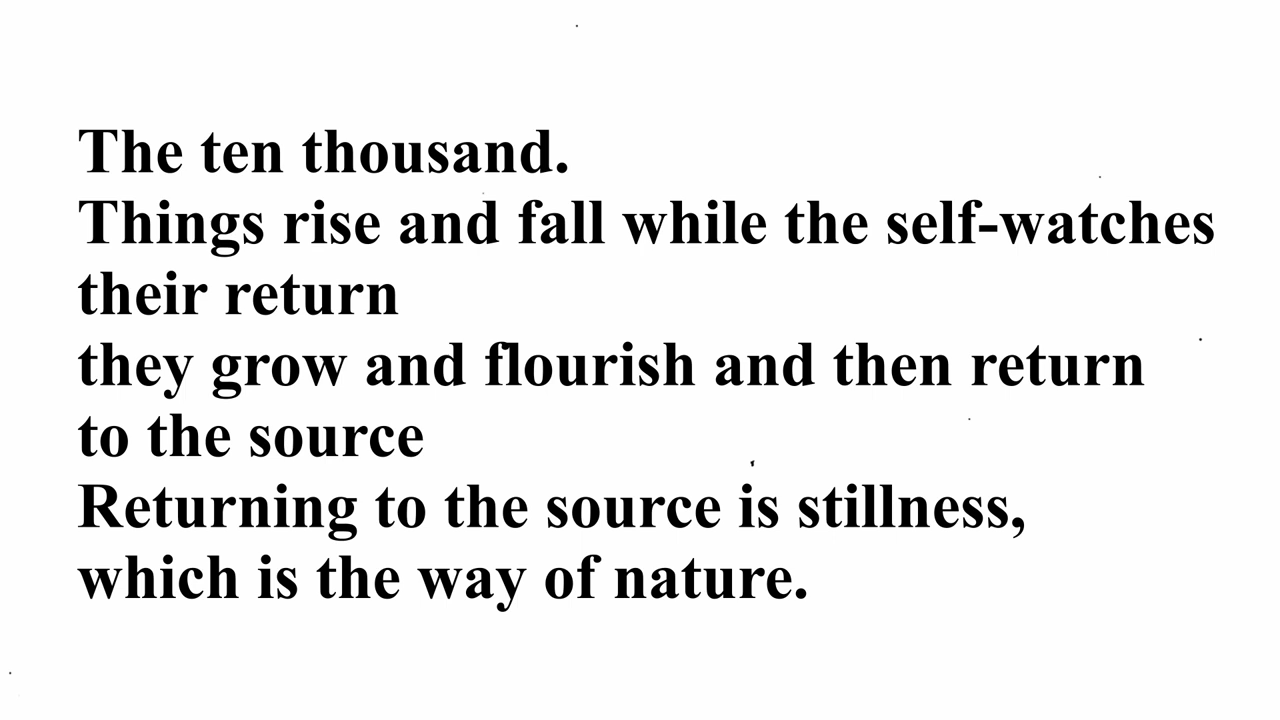 The ten thousand.
Things rise and fall while the self-watches
their return
they grow and flourish and then return
to the source
Returning to the source is stillness,
which is the way of nature.